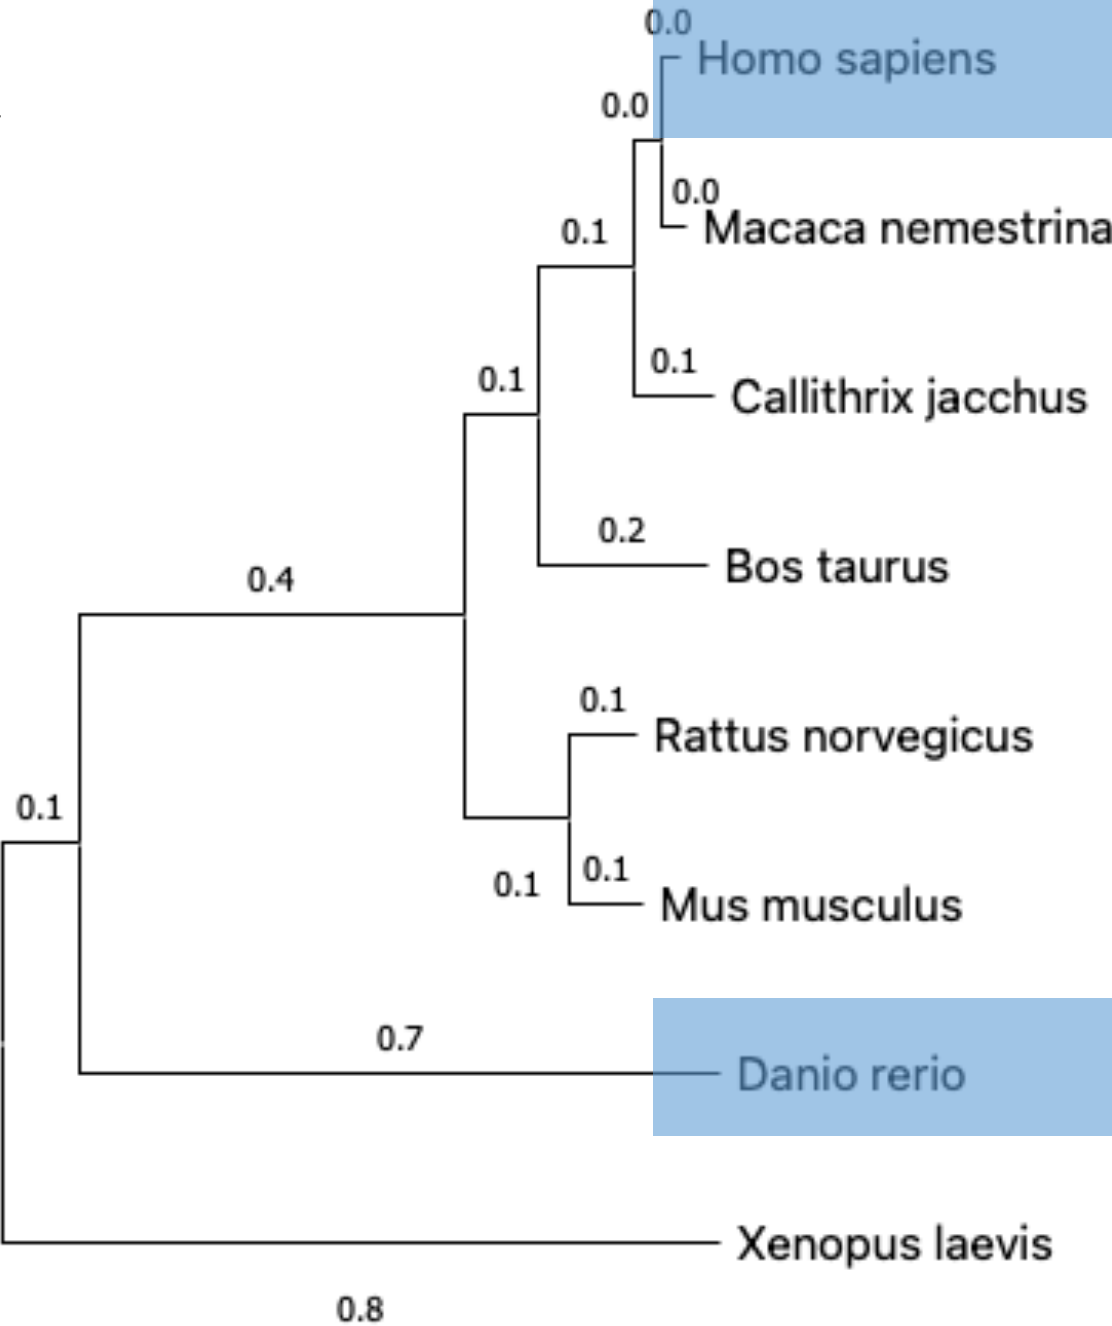 0.0
Homo sapiens
0.0
0.0
Macaca nemestrina
0.1
0.1
Callithrix jacchus
0.1
0.2
Bos taurus
0.4
0.1
Rattus norvegicus
0.1
0.1
0.1
Mus musculus
0.7
Danio rerio
Xenopus laevis
0.8